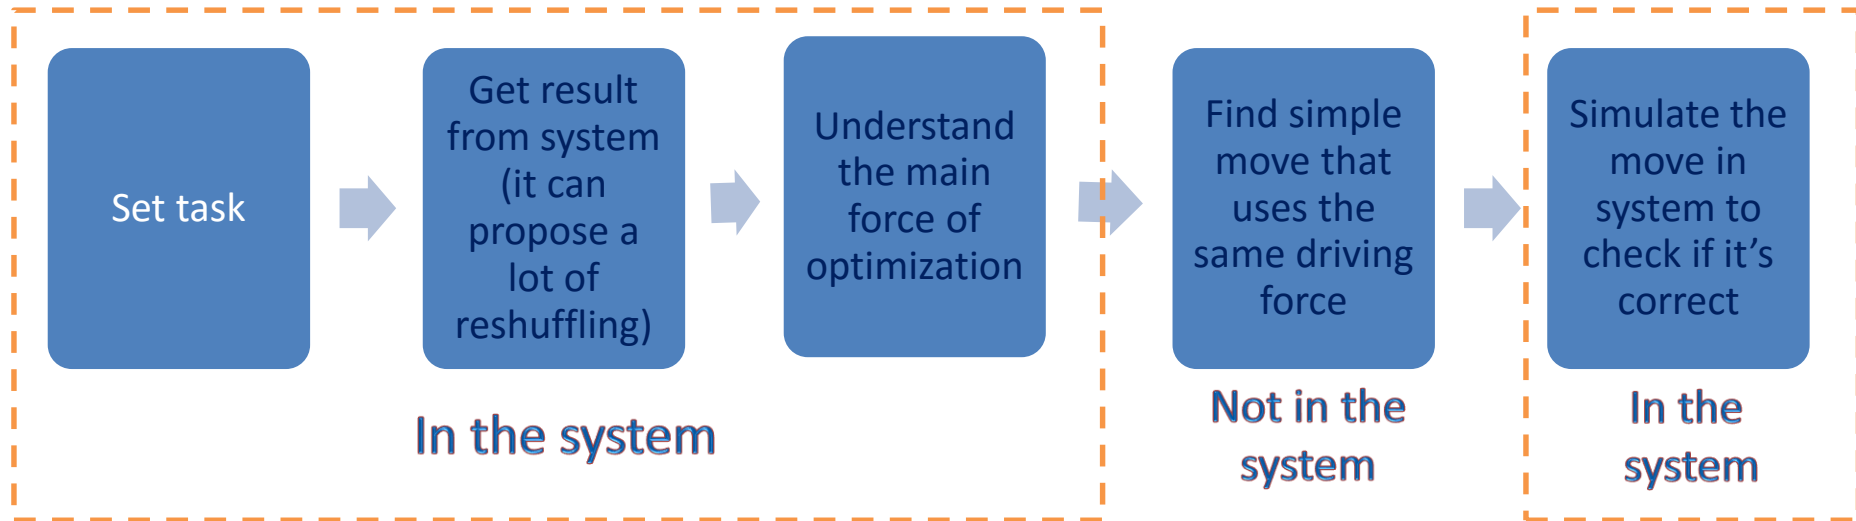 Set task
Get result
from system
(it can
propose a
lot of
reshuffling)
Understand
the main
force of
optimization
Find simple
move that
uses the
same driving
force
Simulate the
move in
system to
check if it’s
correct
In the system
Not in the
system
In the
system